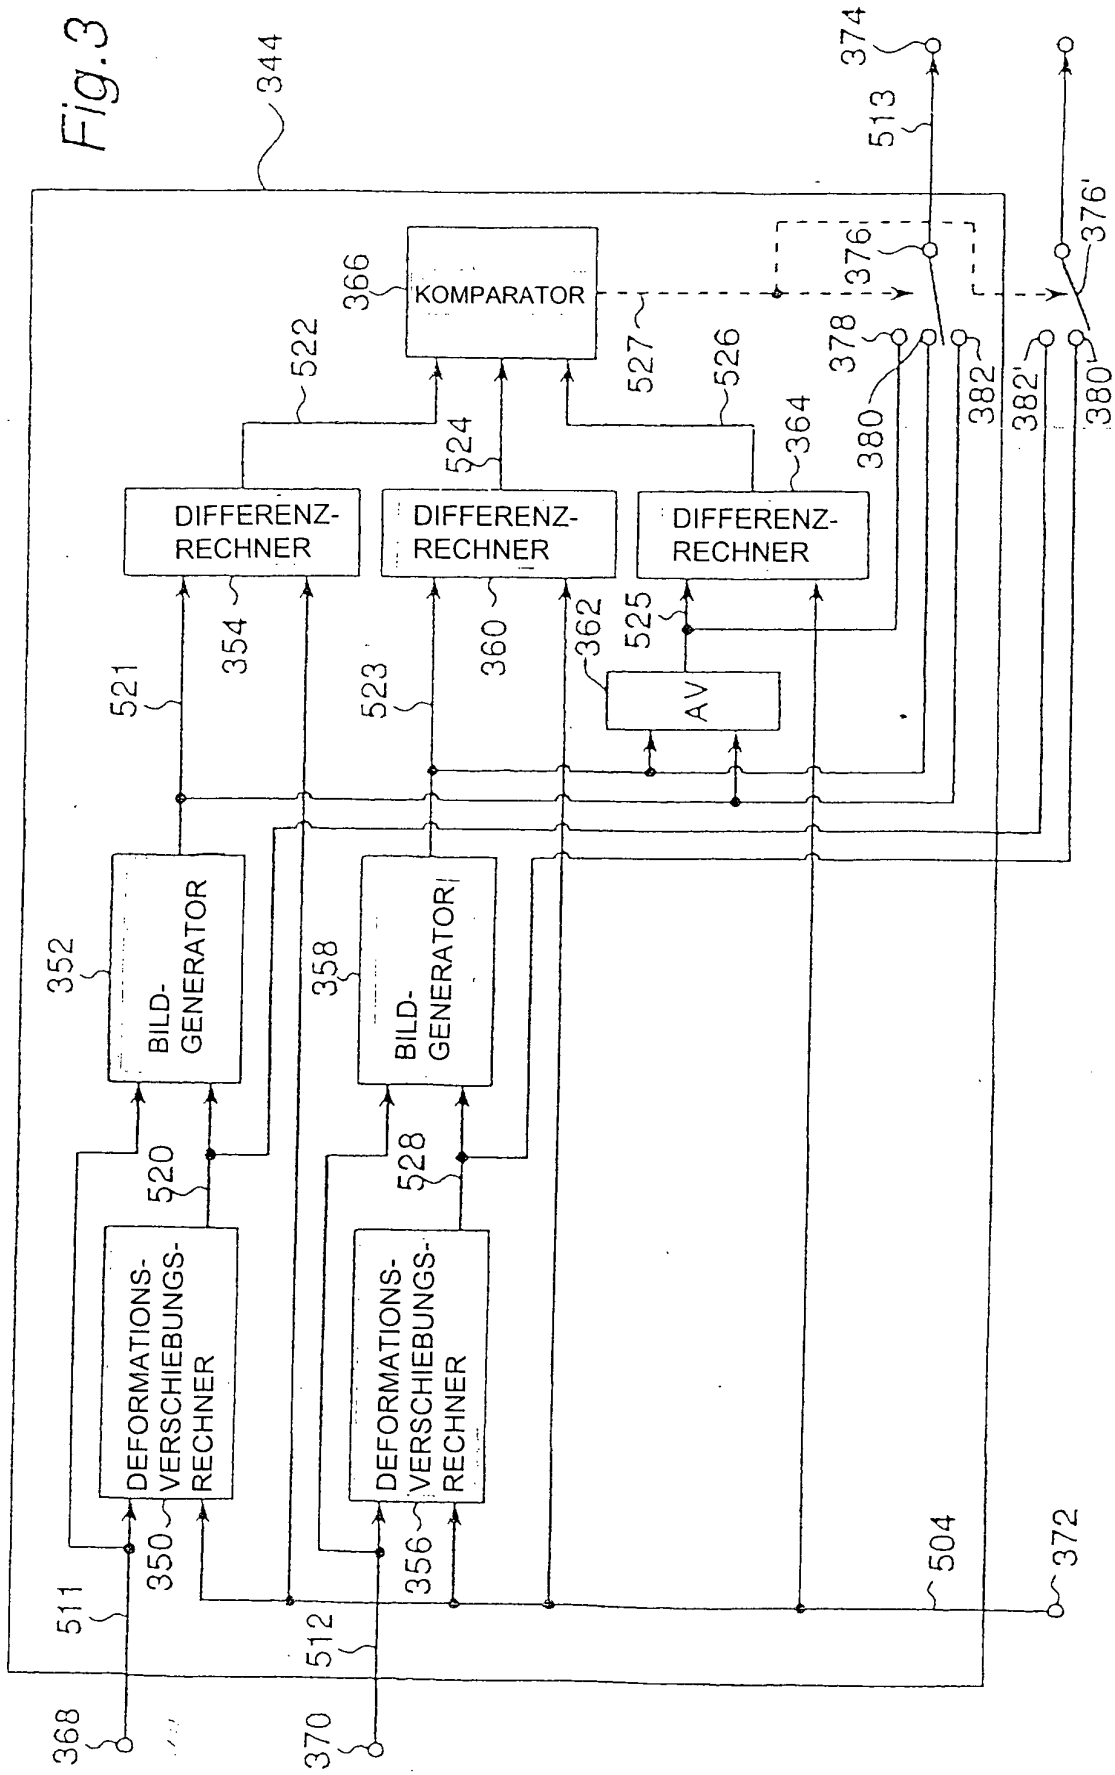 Fig.3
344
366
KOMPARATOR
522
524
526
527
376
513
374
378
380
382
382'
380'
376'
DIFFERENZ-
RECHNER
354
DIFFERENZ-
RECHNER
360
DIFFERENZ-
RECHNER
364
521
523
362
525
AV
352
BILD-
GENERATOR
358
BILD-
GENERATOR
520
528
DEFORMATIONS-
VERSCHIEBUNGS-
RECHNER
350
DEFORMATIONS-
VERSCHIEBUNGS-
RECHNER
356
511
512
504
372
368
370